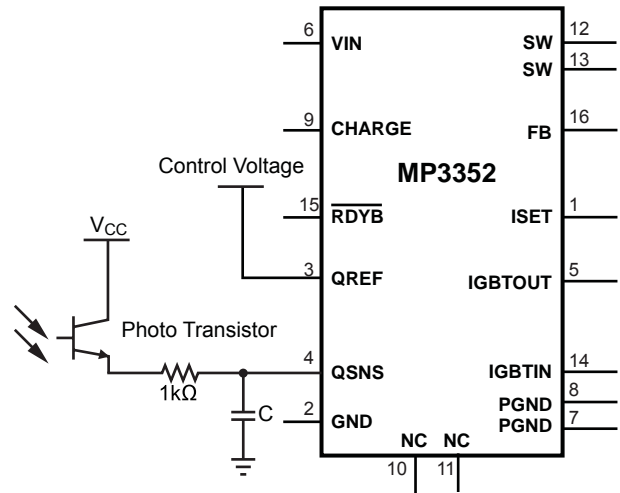 6 VIN SW 12
SW 13
9 CHARGE FB 16
Control Voltage MP3352
15 RDYB ISET 1
VCC
3 QREF IGBTOUT 5
Photo Transistor
4 QSNS IGBTIN 14
1kΩ
PGND 8
C 2 GND PGND 7
NC NC
10 11